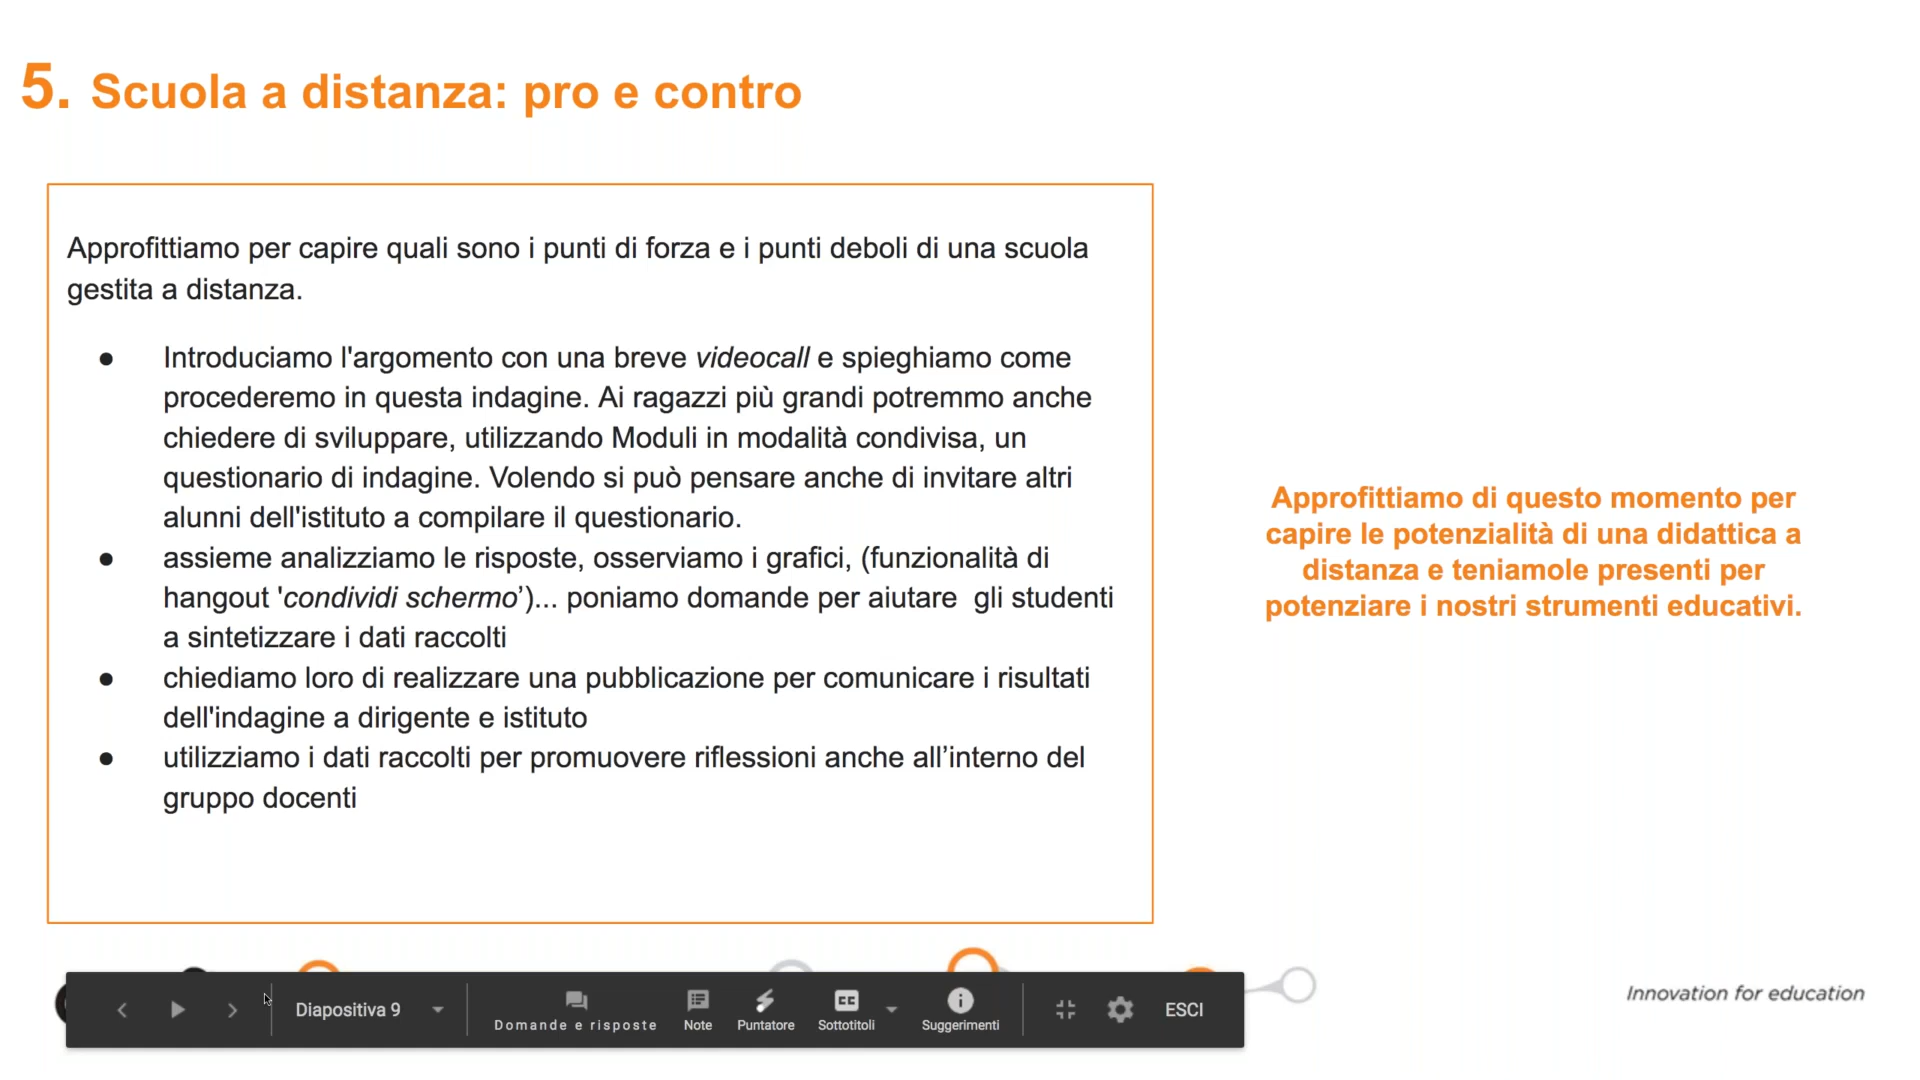 5. Scuola a distanza: pro e contro
Approfittiamo per capire quali sono i punti di forza e i punti deboli di una scuola
gestita a distanza.
● Introduciamo l'argomento con una breve videocall e spieghiamo come
procederemo in questa indagine. Ai ragazzi più grandi potremmo anche
chiedere di sviluppare, utilizzando Moduli in modalità condivisa, un
questionario di indagine. Volendo si può pensare anche di invitare altri
alunni dell'istituto a compilare il questionario.
● assieme analizziamo le risposte, osserviamo i grafici, (funzionalità di
hangout 'condividi schermo’)... poniamo domande per aiutare  gli studenti
a sintetizzare i dati raccolti
● chiediamo loro di realizzare una pubblicazione per comunicare i risultati
dell'indagine a dirigente e istituto
● utilizziamo i dati raccolti per promuovere riflessioni anche all’interno del
gruppo docenti
Approfittiamo di questo momento per
capire le potenzialità di una didattica a
distanza e teniamole presenti per
potenziare i nostri strumenti educativi.
Innovation for education
Diapositiva 9
Domande e risposte
Note
Puntatore
CC
Sottotitoli
Suggerimenti
ESCI